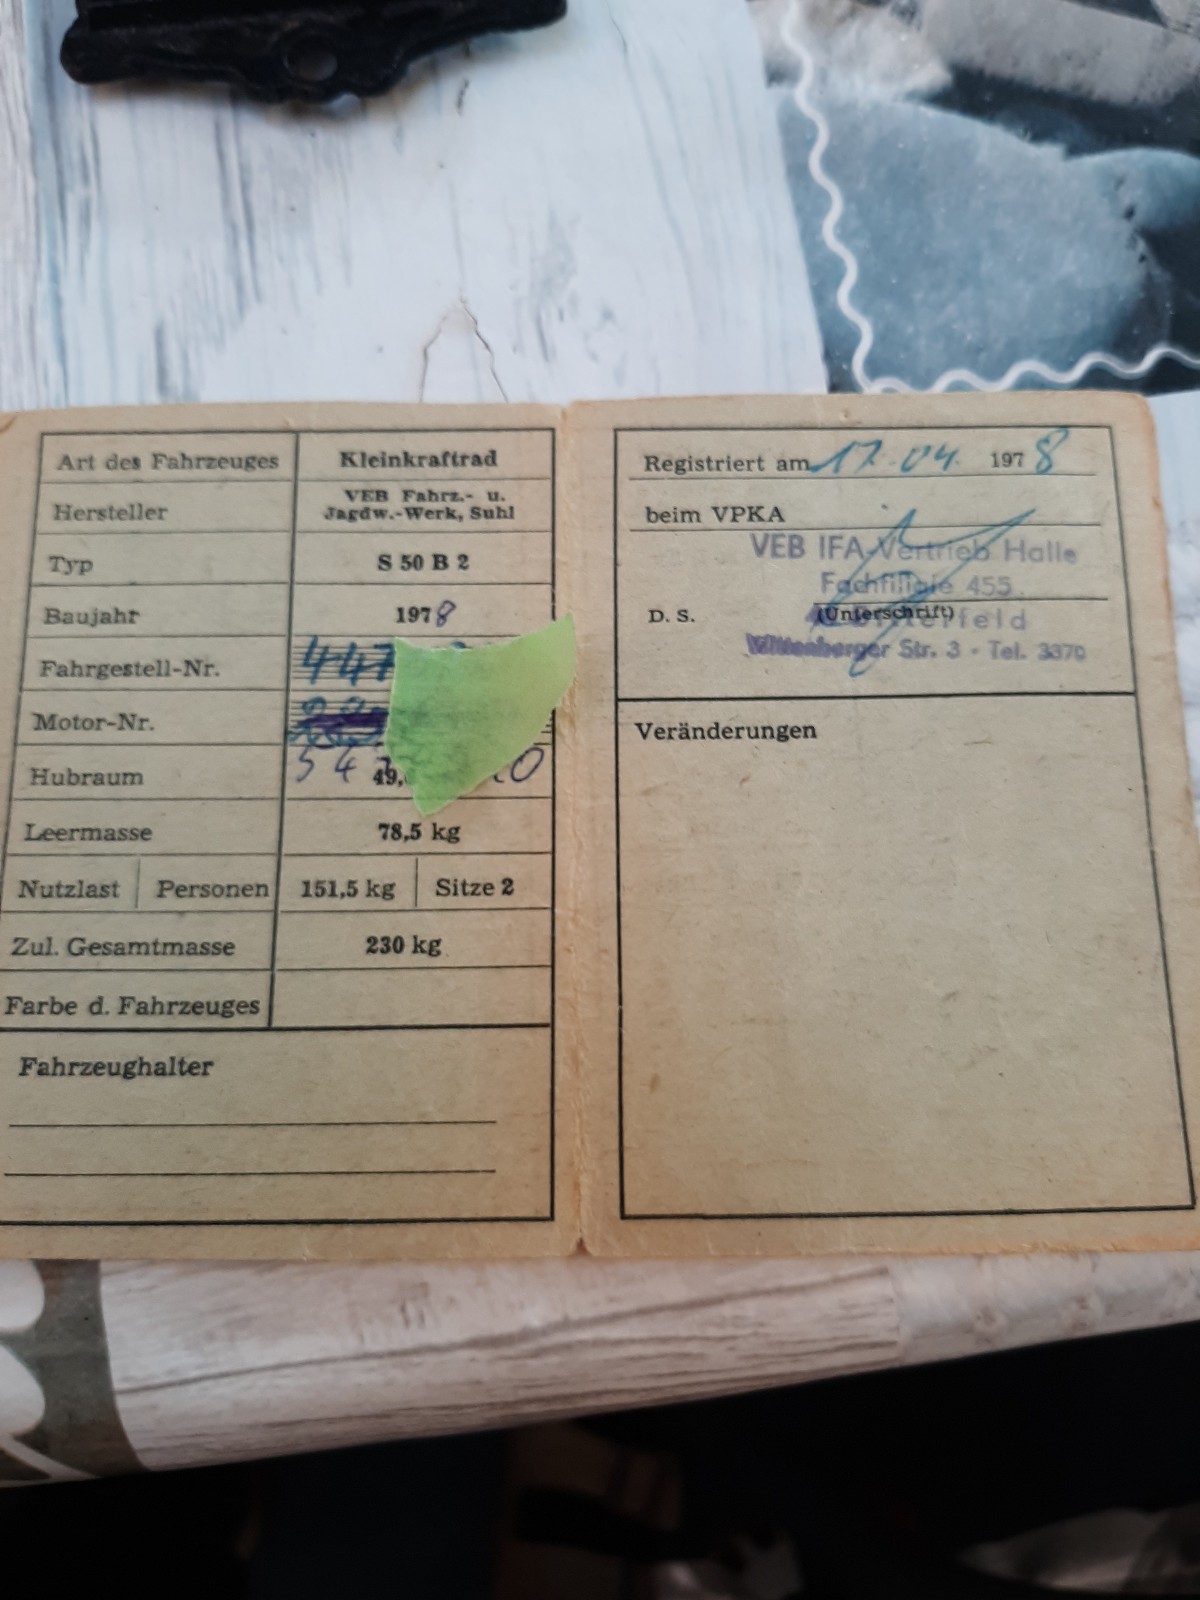 Art des Fahrzeuges Kleinkraftrad
Hersteller VEB Fahrz.- u.
Jagdw.-Werk, Suhl
Typ S 50 B 2
Baujahr 1978
Fahrgestell-Nr. 447
Motor-Nr.
Hubraum 49,
Leermasse 78,5 kg
Nutzlast Personen 151,5 kg Sitze 2
Zul. Gesamtmasse 230 kg
Farbe d. Fahrzeuges
Fahrzeughalter
Registriert am 17.04. 1978
beim VPKA
VEB IFA-Vertrieb Halle
Fachfiliale 455
D. S. (Unterschrift)
Wittenberger Str. 3 · Tel. 3370
Veränderungen